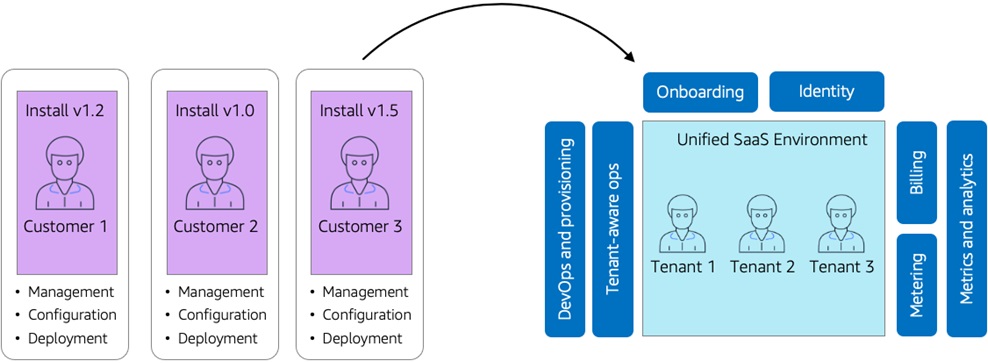 Install v1.2
Customer 1
• Management
• Configuration
• Deployment
Install v1.0
Customer 2
• Management
• Configuration
• Deployment
Install v1.5
Customer 3
• Management
• Configuration
• Deployment
Onboarding
Identity
DevOps and provisioning
Tenant-aware ops
Unified SaaS Environment
Tenant 1
Tenant 2
Tenant 3
Billing
Metering
Metrics and analytics